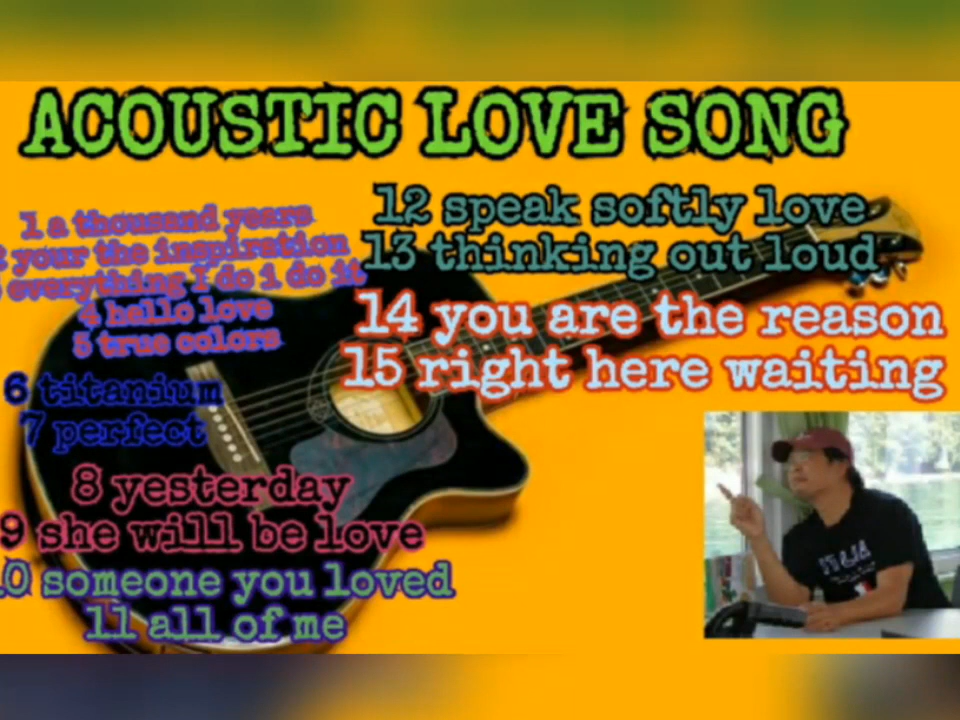 ACOUSTIC LOVE SONG
1 a thousand years
your the inspiration
everything I do i do it
4 hello love
5 true colors
6 titanium
7 perfect
8 yesterday
9 she will be love
10 someone you loved
11 all of me
12 speak softly love
13 thinking out loud
14 you are the reason
15 right here waiting